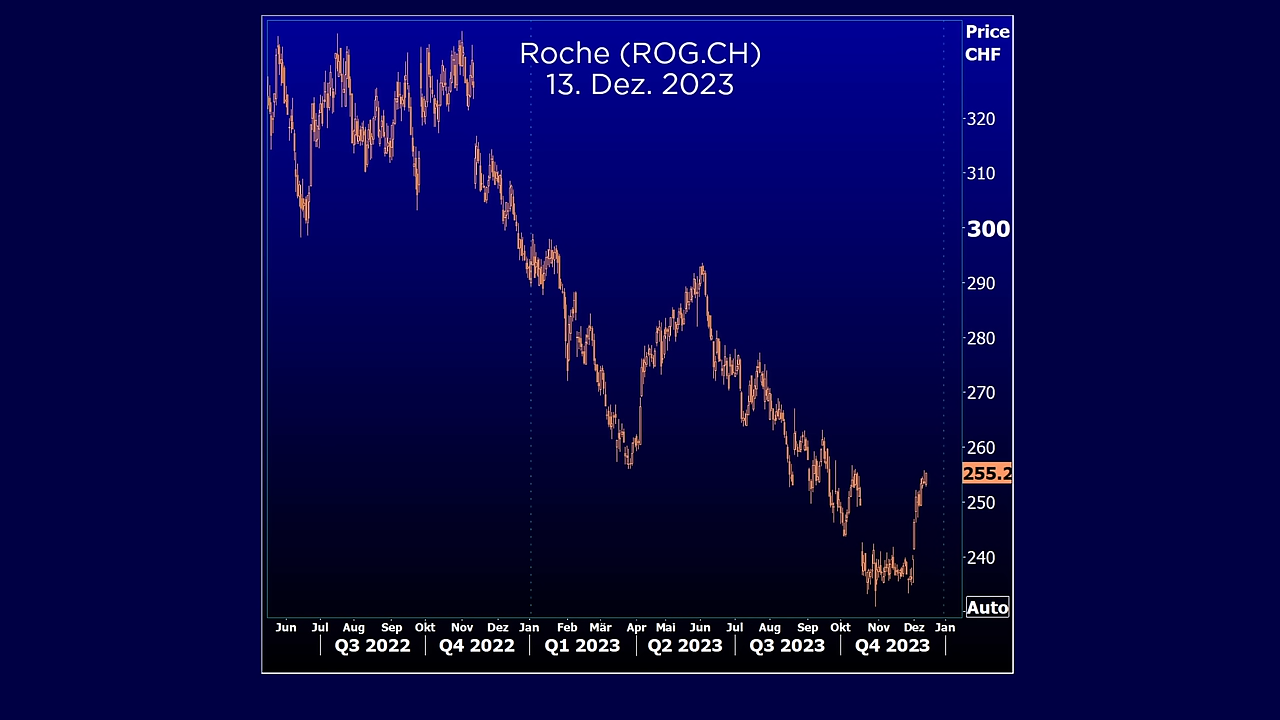 Roche (ROG.CH)
13. Dez. 2023
Price
CHF
320
310
300
290
280
270
260
255.2
250
240
Auto
Jun Jul Aug Sep Okt Nov Dez Jan Feb Mär Apr Mai Jun Jul Aug Sep Okt Nov Dez Jan
Q3 2022 Q4 2022 Q1 2023 Q2 2023 Q3 2023 Q4 2023